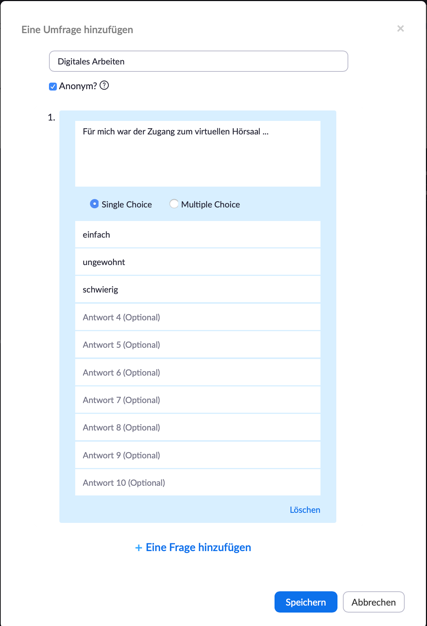 Eine Umfrage hinzufügen ×
Digitales Arbeiten
Anonym? ?
1.
Für mich war der Zugang zum virtuellen Hörsaal ...
Single Choice Multiple Choice
einfach
ungewohnt
schwierig
Antwort 4 (Optional)
Antwort 5 (Optional)
Antwort 6 (Optional)
Antwort 7 (Optional)
Antwort 8 (Optional)
Antwort 9 (Optional)
Antwort 10 (Optional)
Löschen
+ Eine Frage hinzufügen
Speichern Abbrechen